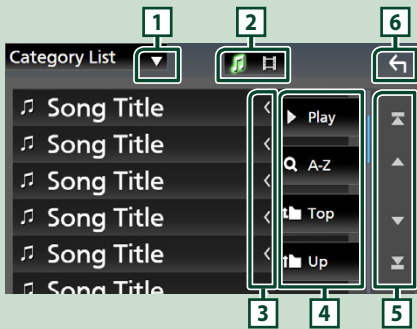 1 2 6
Category List
Song Title
Play
Song Title
A-Z
Song Title
Song Title
Top
Song Title
Up
Song Title
3 4 5